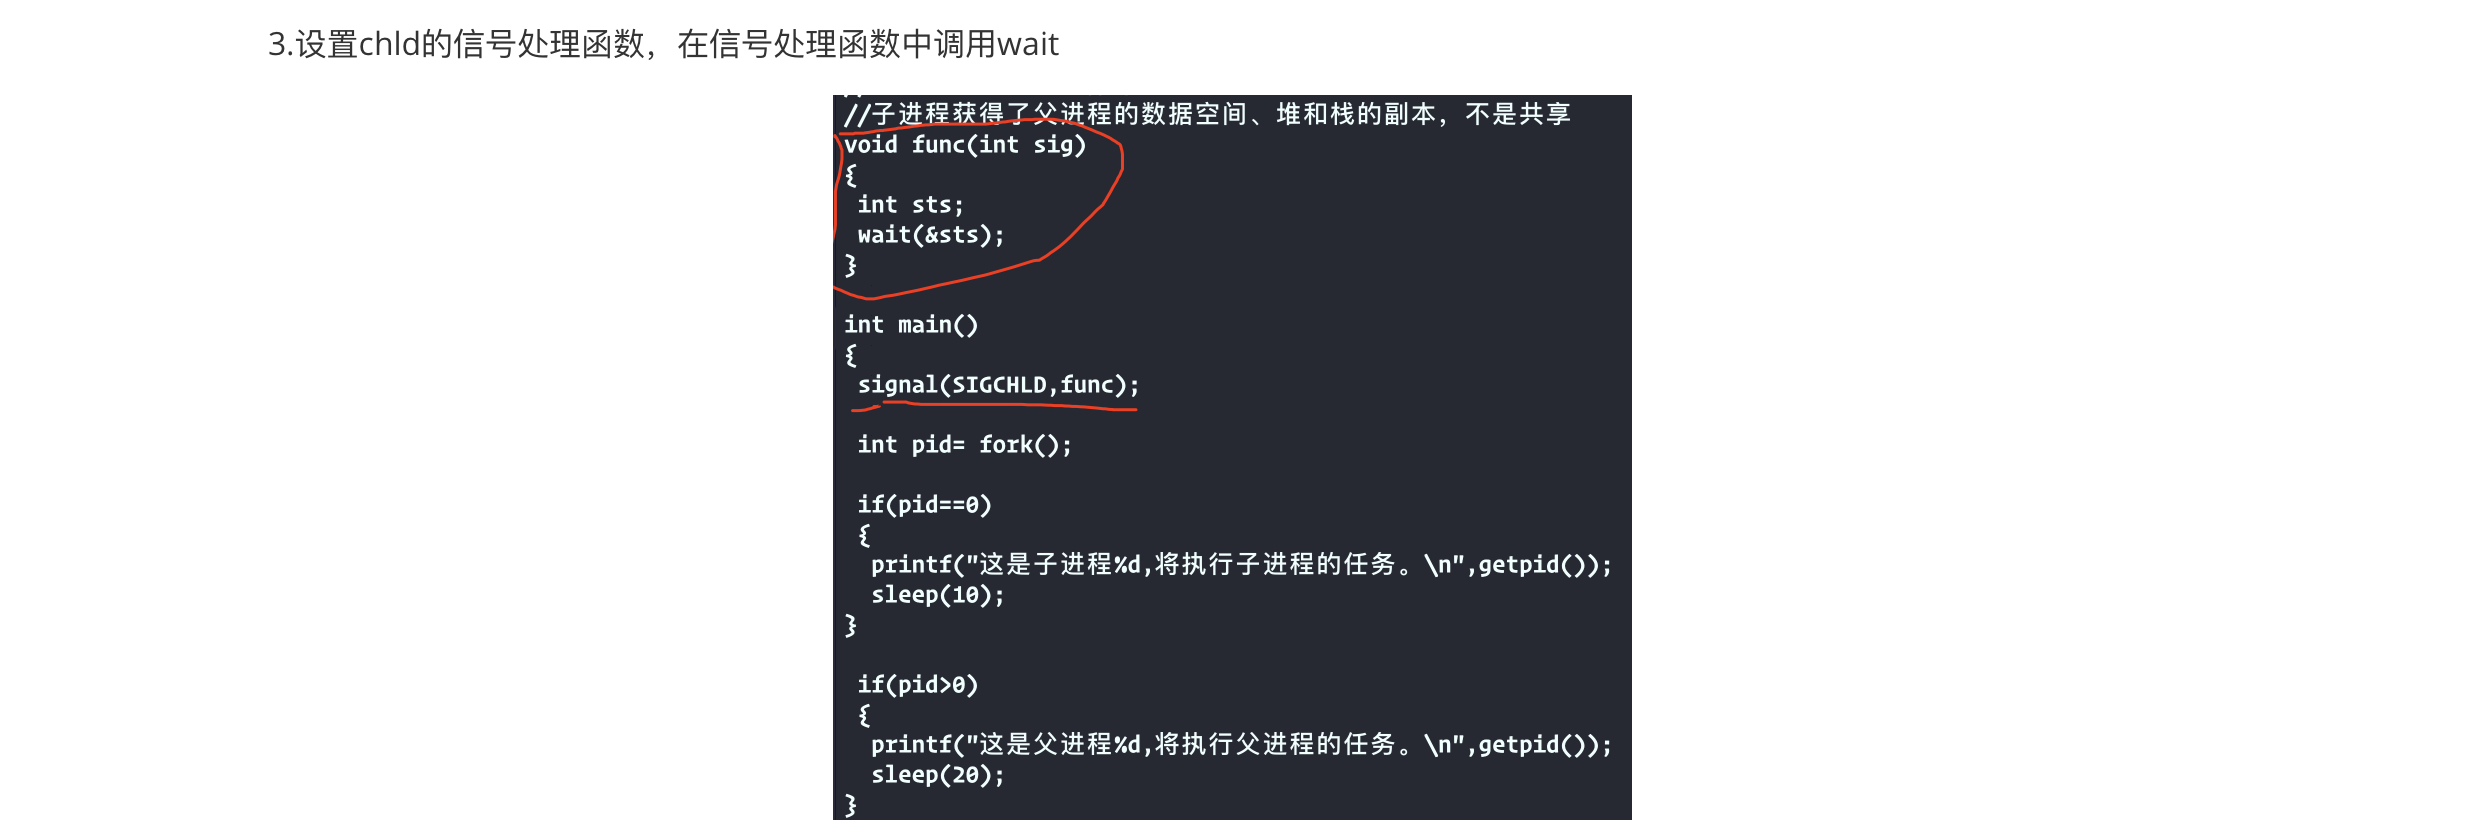 3.设置chld的信号处理函数，在信号处理函数中调用wait
//子进程获得了父进程的数据空间、堆和栈的副本，不是共享
void func(int sig)
{
int sts;
wait(&sts);
}
int main()
{
signal(SIGCHLD,func);
int pid= fork();
if(pid==0)
{
printf("这是子进程%d,将执行子进程的任务。\n",getpid());
sleep(10);
}
if(pid>0)
{
printf("这是父进程%d,将执行父进程的任务。\n",getpid());
sleep(20);
}